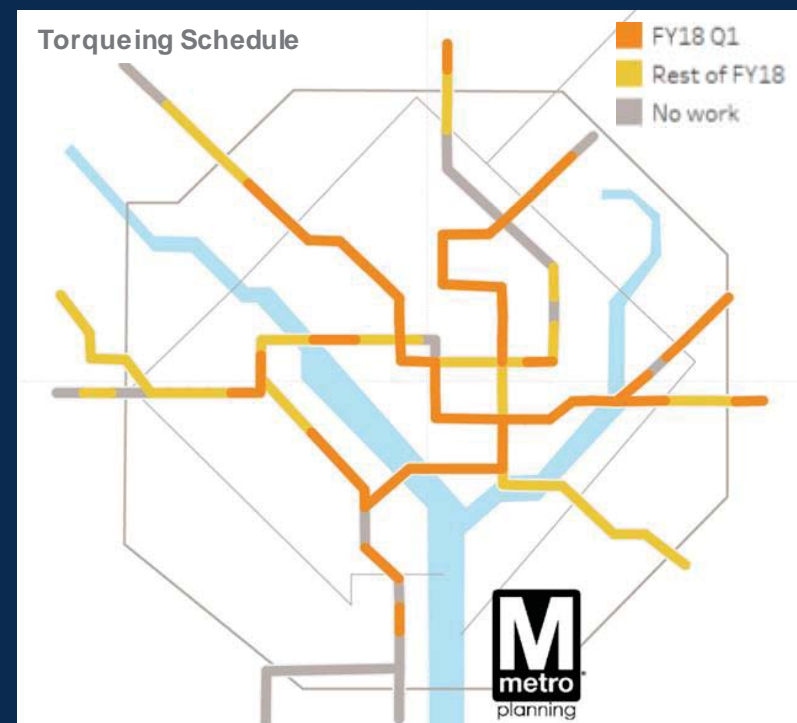 Torqueing Schedule
FY18 Q1
Rest of FY18
No work
M
metro
planning